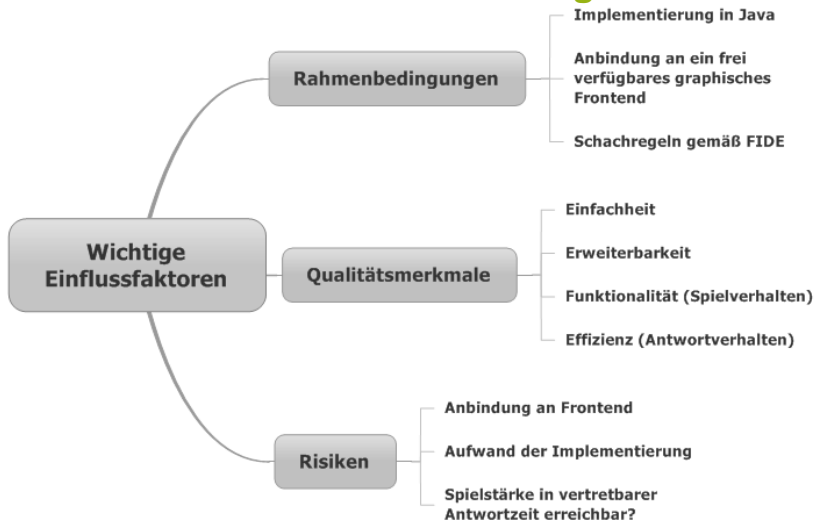 Implementierung in Java
Anbindung an ein frei
verfügbares graphisches
Frontend
Schachregeln gemäß FIDE
Rahmenbedingungen
Wichtige
Einflussfaktoren
Qualitätsmerkmale
Einfachheit
Erweiterbarkeit
Funktionalität (Spielverhalten)
Effizienz (Antwortverhalten)
Risiken
Anbindung an Frontend
Aufwand der Implementierung
Spielstärke in vertretbarer
Antwortzeit erreichbar?